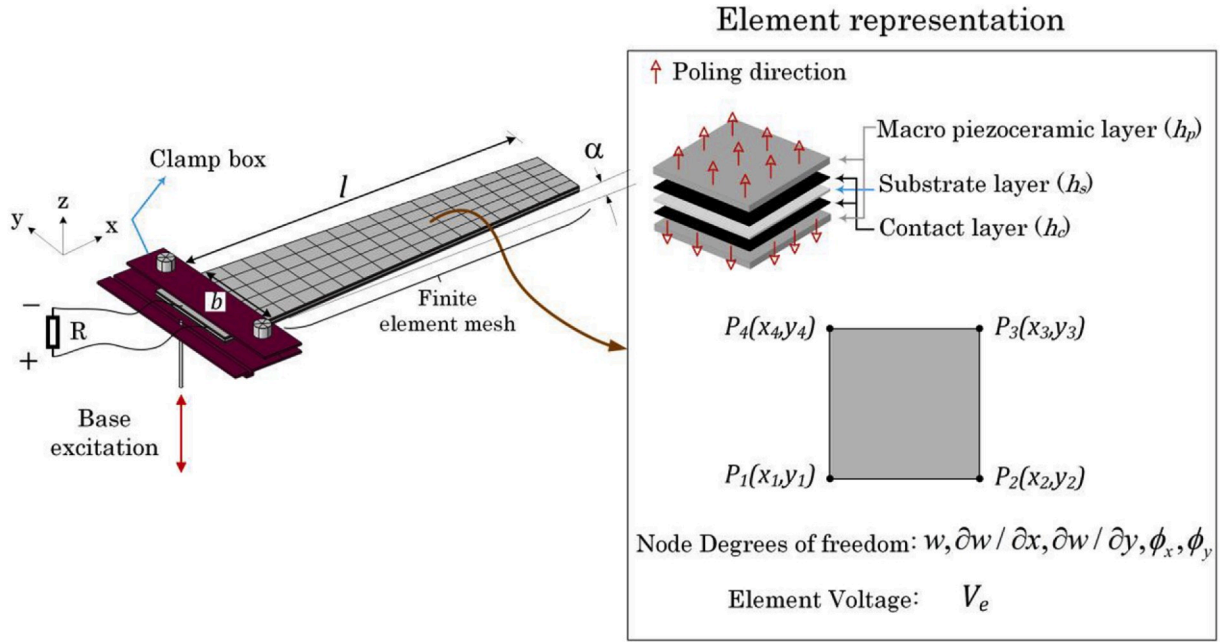 Element representation
Poling direction
Macro piezoceramic layer (hp)
Substrate layer (hs)
Contact layer (hc)
Clamp box
l
α
z
y
x
b
Finite
element mesh
−
R
+
Base
excitation
P4(x4,y4)
P3(x3,y3)
P1(x1,y1)
P2(x2,y2)
Node Degrees of freedom: w, ∂w / ∂x, ∂w / ∂y, ϕx, ϕy
Element Voltage: Ve